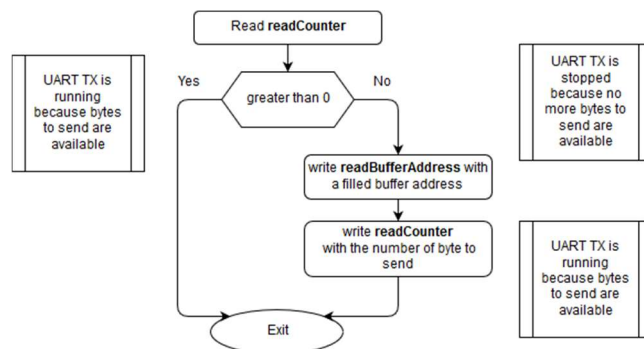 Read readCounter
Yes
greater than 0
No
UART TX is
running
because bytes
to send are
available
UART TX is
stopped
because no
more bytes to
send are
available
write readBufferAddress with
a filled buffer address
write readCounter
with the number of byte to
send
UART TX is
running
because bytes
to send are
available
Exit